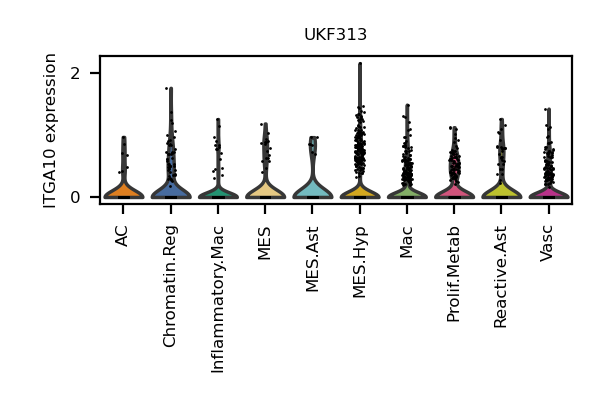 UKF313
ITGA10 expression
2
0
AC
Chromatin.Reg
Inflammatory.Mac
MES
MES.Ast
MES.Hyp
Mac
Prolif.Metab
Reactive.Ast
Vasc